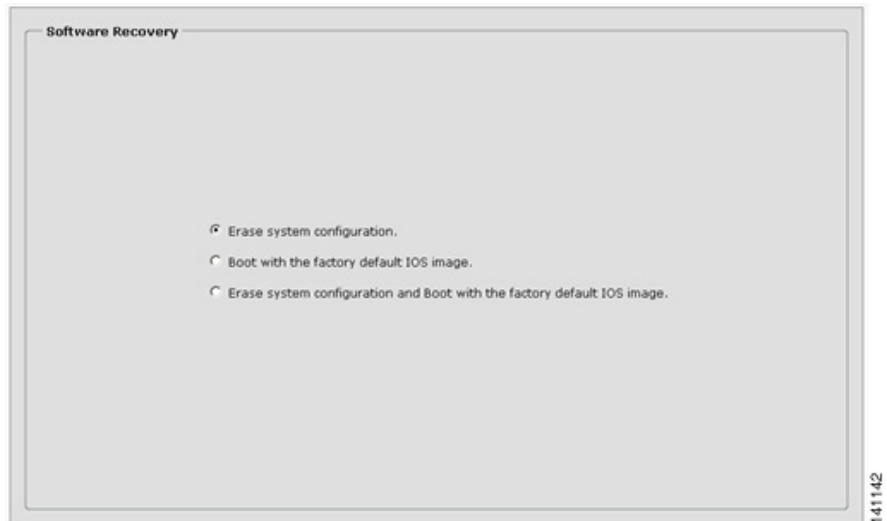 Software Recovery
Erase system configuration.
Boot with the factory default IOS image.
Erase system configuration and Boot with the factory default IOS image.
141142